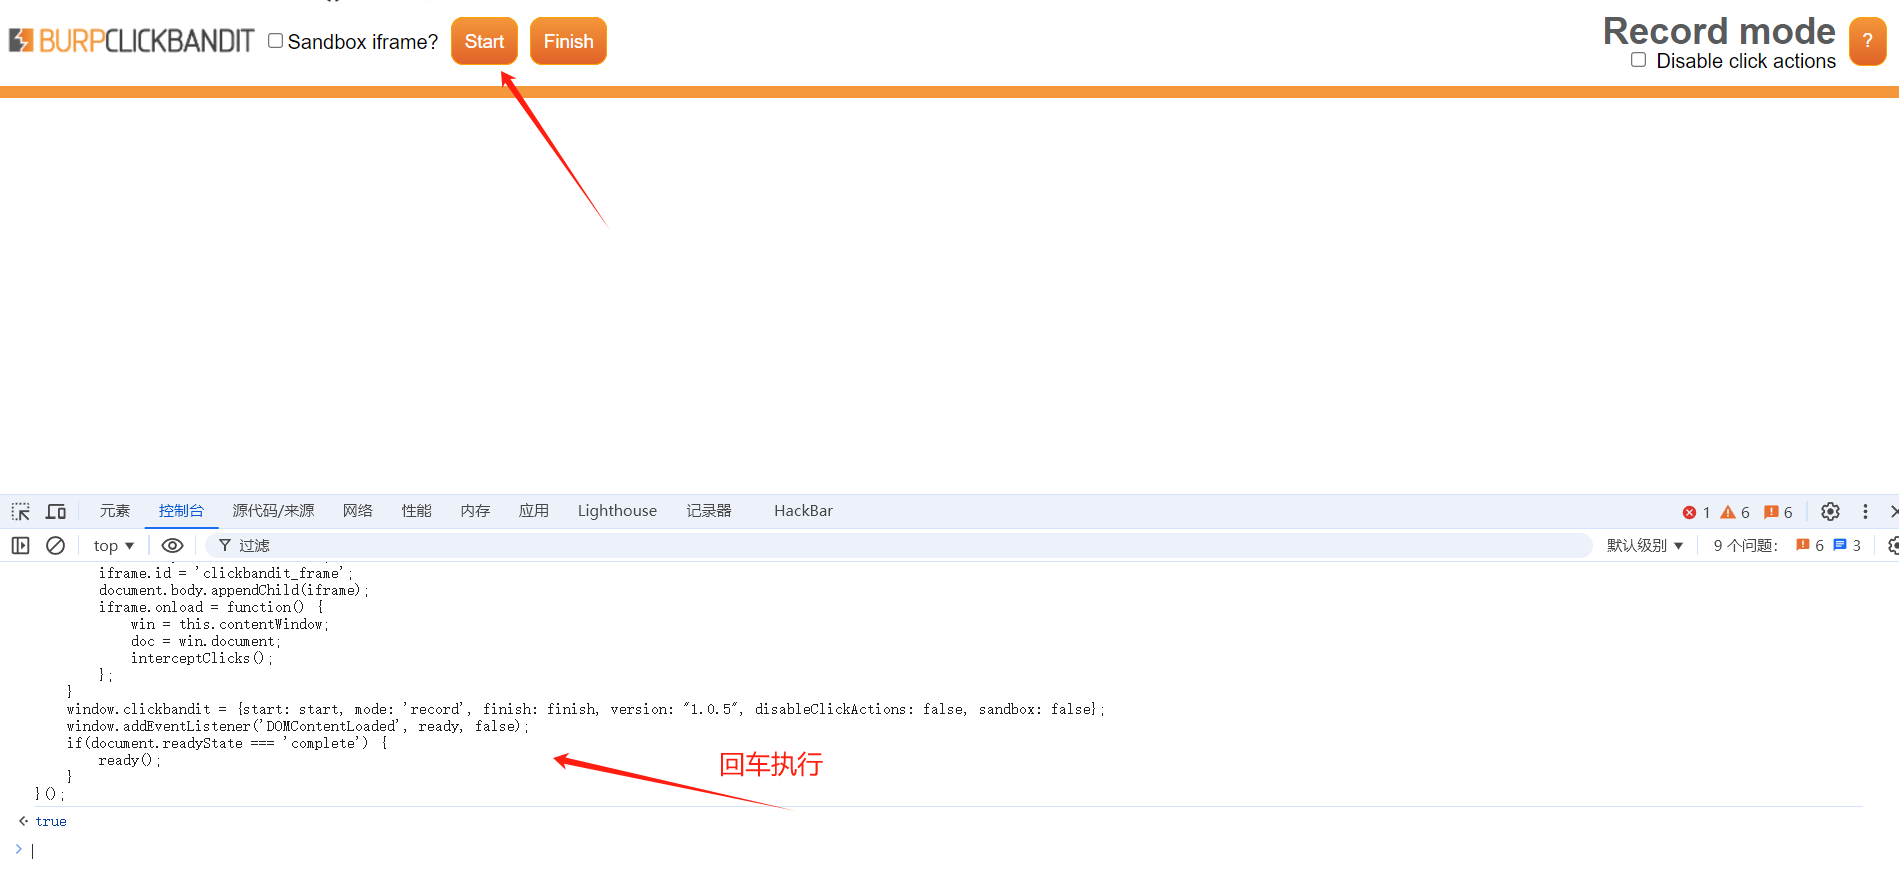 BURPCLICKBANDIT Sandbox iframe? Start Finish
Record mode
Disable click actions
?
元素 控制台 源代码/来源 网络 性能 内存 应用 Lighthouse 记录器 HackBar 1 6 6
top 过滤 默认级别 9 个问题: 6 3
iframe.id = 'clickbandit_frame';
document.body.appendChild(iframe);
iframe.onload = function() {
win = this.contentWindow;
doc = win.document;
interceptClicks();
};
}
window.clickbandit = {start: start, mode: 'record', finish: finish, version: "1.0.5", disableClickActions: false, sandbox: false};
window.addEventListener('DOMContentLoaded', ready, false);
if(document.readyState === 'complete') {
ready();
}
}();
回车执行
true